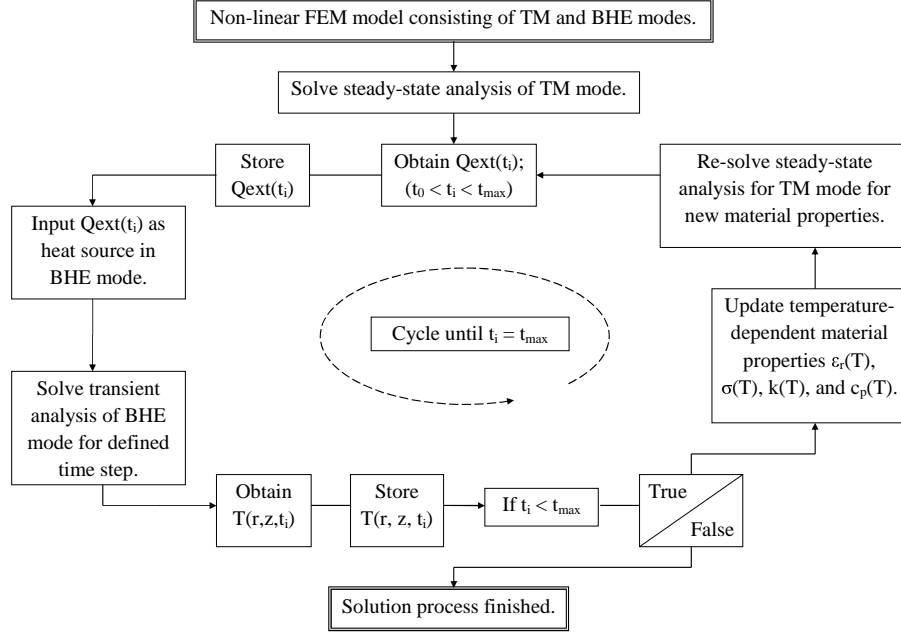 Non-linear FEM model consisting of TM and BHE modes.
Solve steady-state analysis of TM mode.
Store
Qext(tᵢ)
Obtain Qext(tᵢ);
(t₀ < tᵢ < tₘₐₓ)
Re-solve steady-state
analysis for TM mode for
new material properties.
Input Qext(tᵢ) as
heat source in
BHE mode.
Cycle until tᵢ = tₘₐₓ
Update temperature-
dependent material
properties εᵣ(T),
σ(T), k(T), and cₚ(T).
Solve transient
analysis of BHE
mode for defined
time step.
Obtain
T(r,z,tᵢ)
Store
T(r, z, tᵢ)
If tᵢ < tₘₐₓ
True
False
Solution process finished.